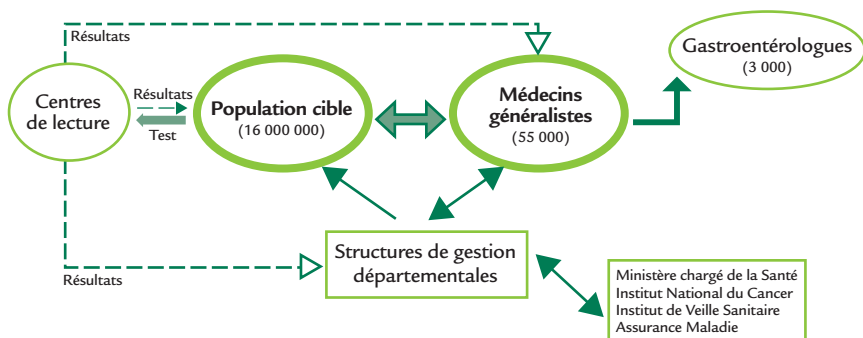 Résultats
Gastroentérologues
(3 000)
Centres
de lecture
Résultats
Test
Population cible
(16 000 000)
Médecins
généralistes
(55 000)
Structures de gestion
départementales
Résultats
Ministère chargé de la Santé
Institut National du Cancer
Institut de Veille Sanitaire
Assurance Maladie